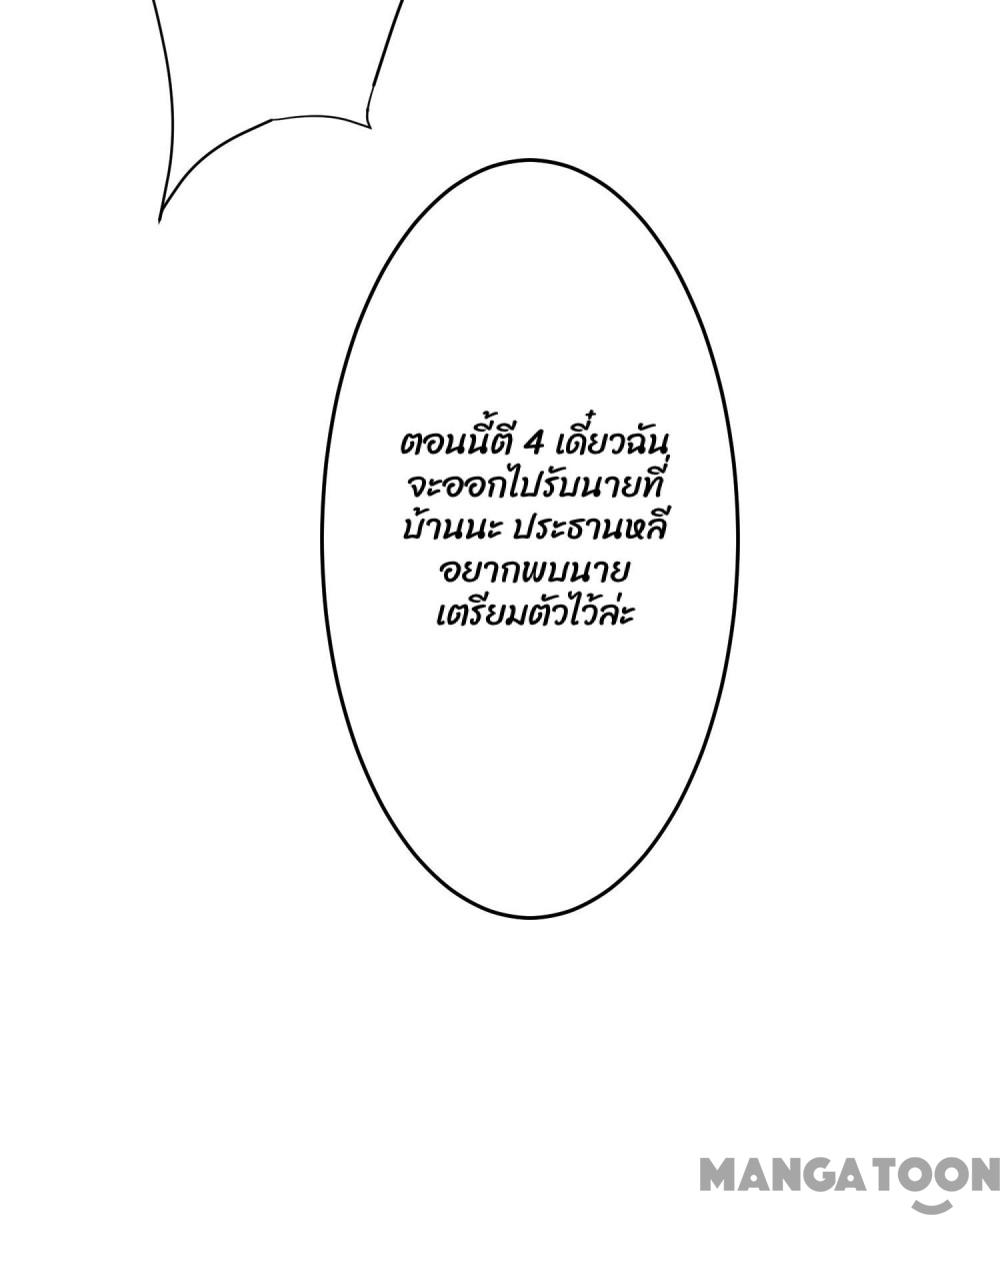 ตอนนี้ตี 4 เดี๋ยวฉัน
จะออกไปรับนายที่
บ้านนะ ประธานหลี
อยากพบนาย
เตรียมตัวไว้ล่ะ
MANGATOON